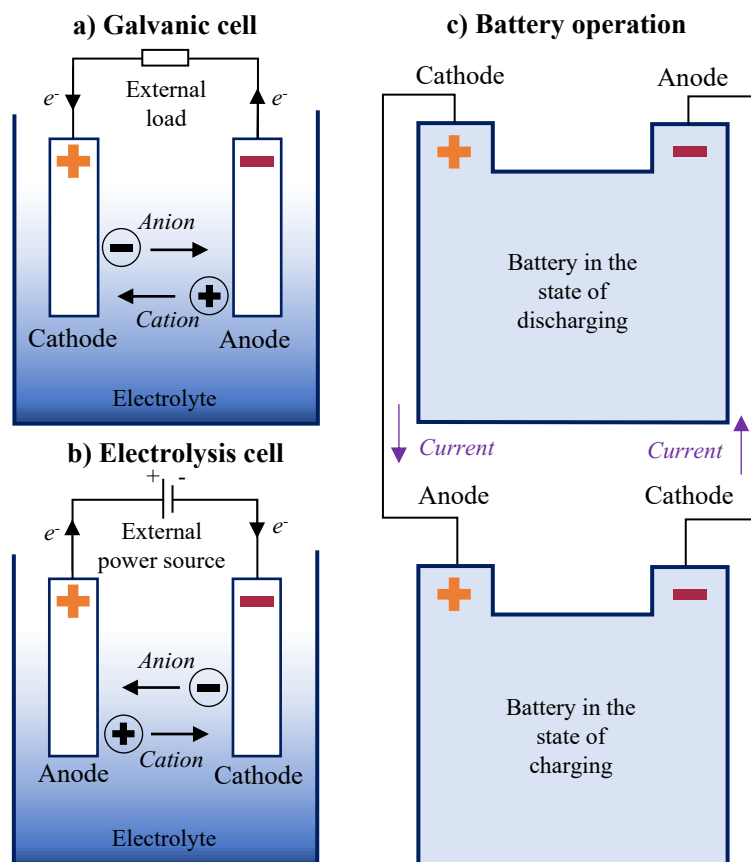 a) Galvanic cell
e-
External
load
e-
+
-
Anion
-
+
Cation
Cathode
Anode
Electrolyte
b) Electrolysis cell
+ -
e-
External
power source
e-
+
-
Anion
-
+
Cation
Anode
Cathode
Electrolyte
c) Battery operation
Cathode
Anode
+
-
Battery in the
state of
discharging
Current
Current
Anode
Cathode
+
-
Battery in the
state of
charging